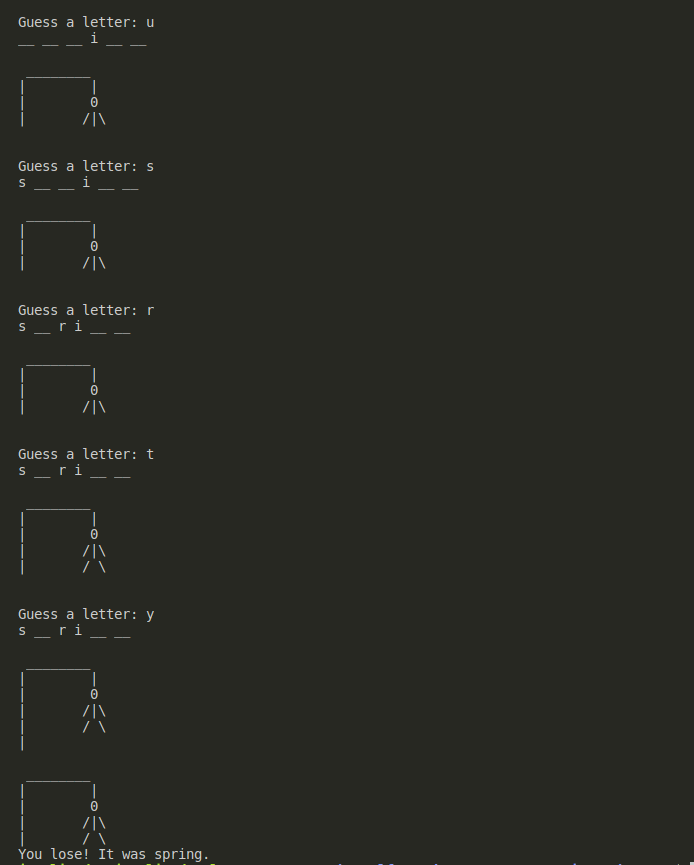 Guess a letter: u
__ __ __ i __ __
 ________
|        |
|        0
|       /|\
Guess a letter: s
s __ __ i __ __
 ________
|        |
|        0
|       /|\
Guess a letter: r
s __ r i __ __
 ________
|        |
|        0
|       /|\
Guess a letter: t
s __ r i __ __
 ________
|        |
|        0
|       /|\
|       / \
Guess a letter: y
s __ r i __ __
 ________
|        |
|        0
|       /|\
|       / \
|
 ________
|        |
|        0
|       /|\
|       / \
You lose! It was spring.